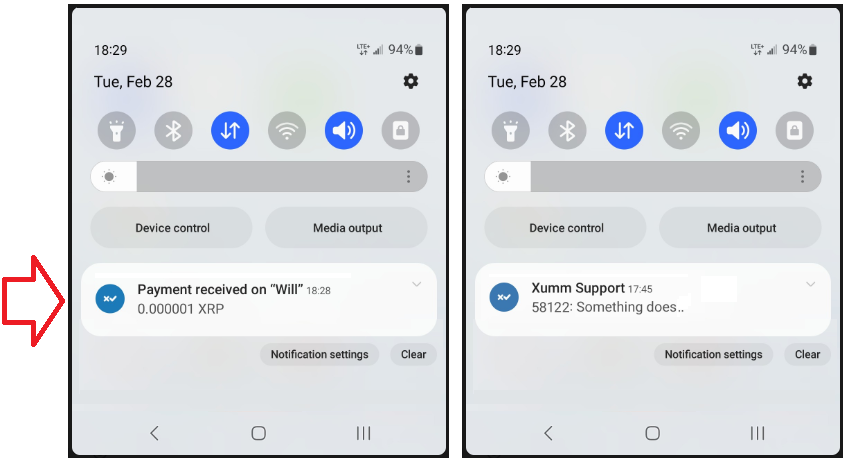 18:29
LTE+ 94%
Tue, Feb 28
Device control
Media output
Payment received on “Will” 18:28
0.000001 XRP
Notification settings
Clear
18:29
LTE+ 94%
Tue, Feb 28
Device control
Media output
Xumm Support 17:45
58122: Something does..
Notification settings
Clear